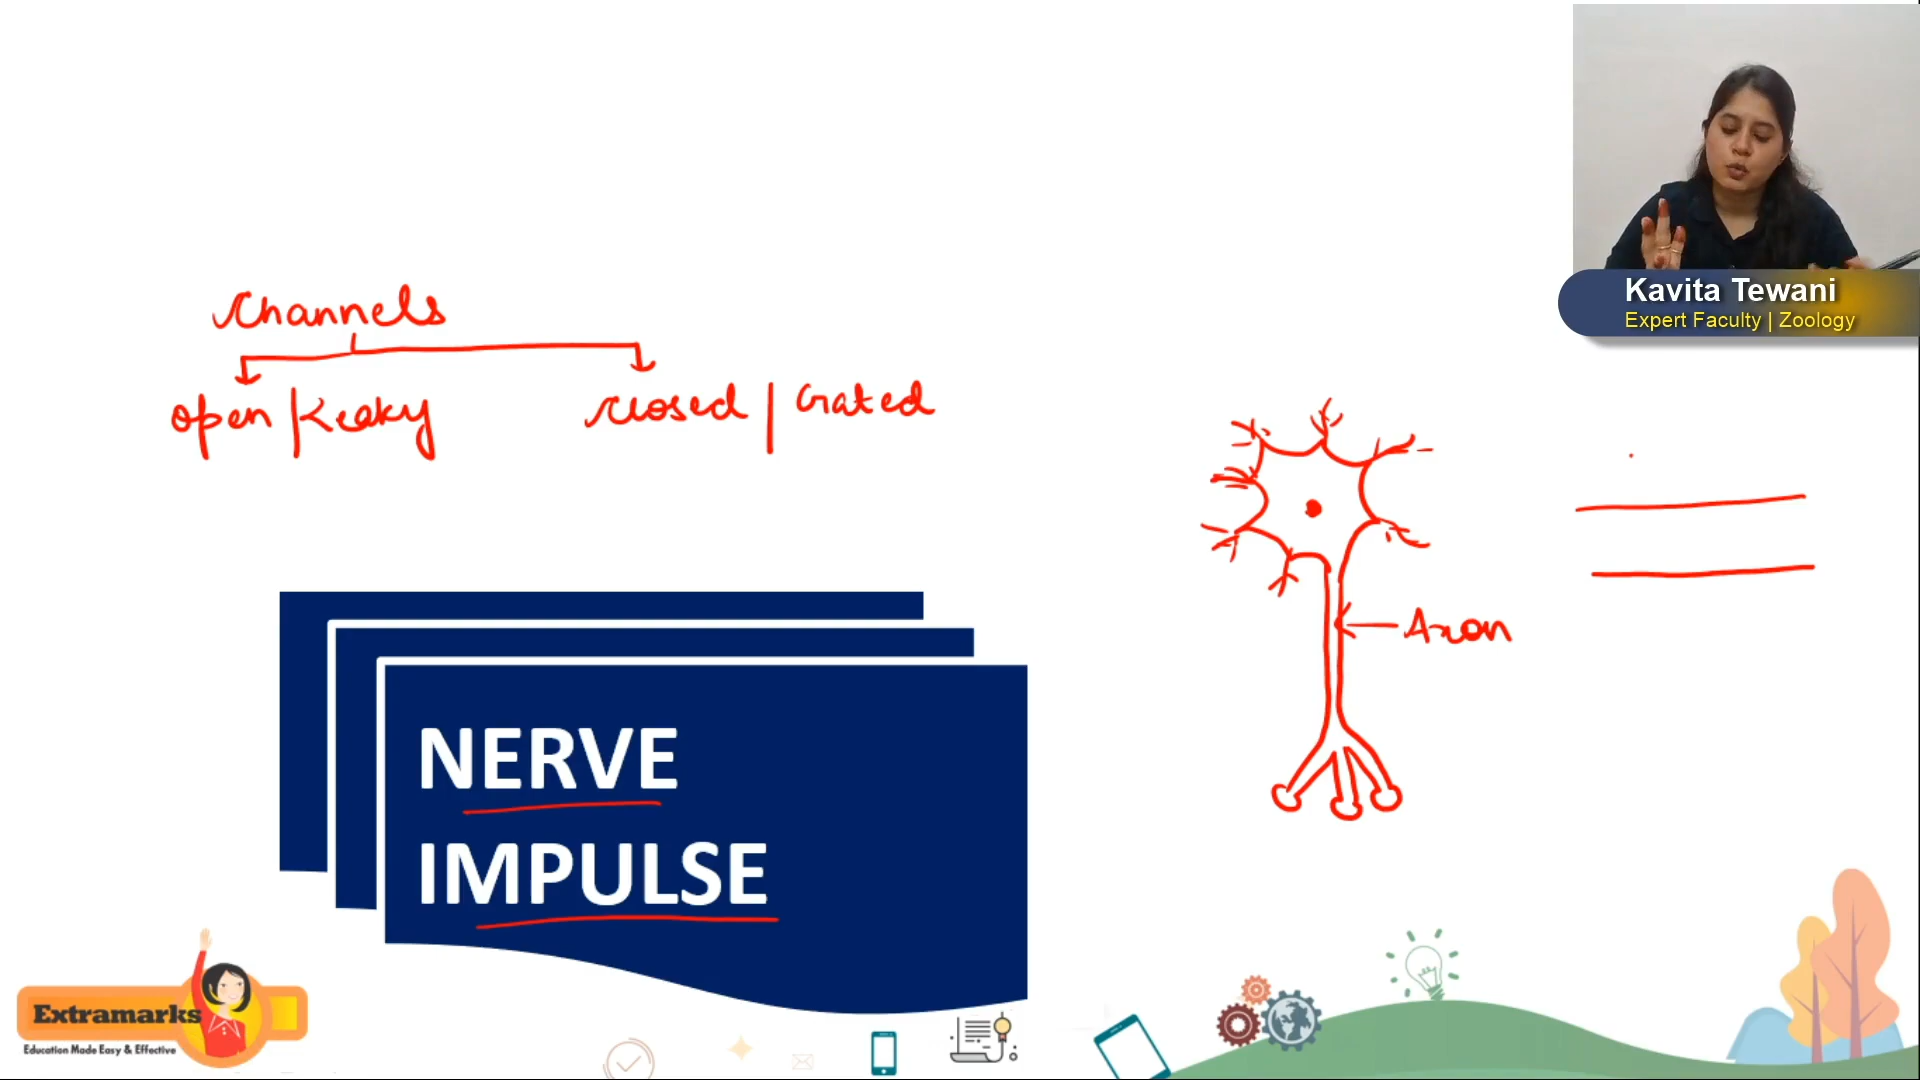 Kavita Tewani
Expert Faculty | Zoology
Channels
open | Leaky
closed | Gated
Axon
NERVE
IMPULSE
Extramarks
Education Made Easy & Effective